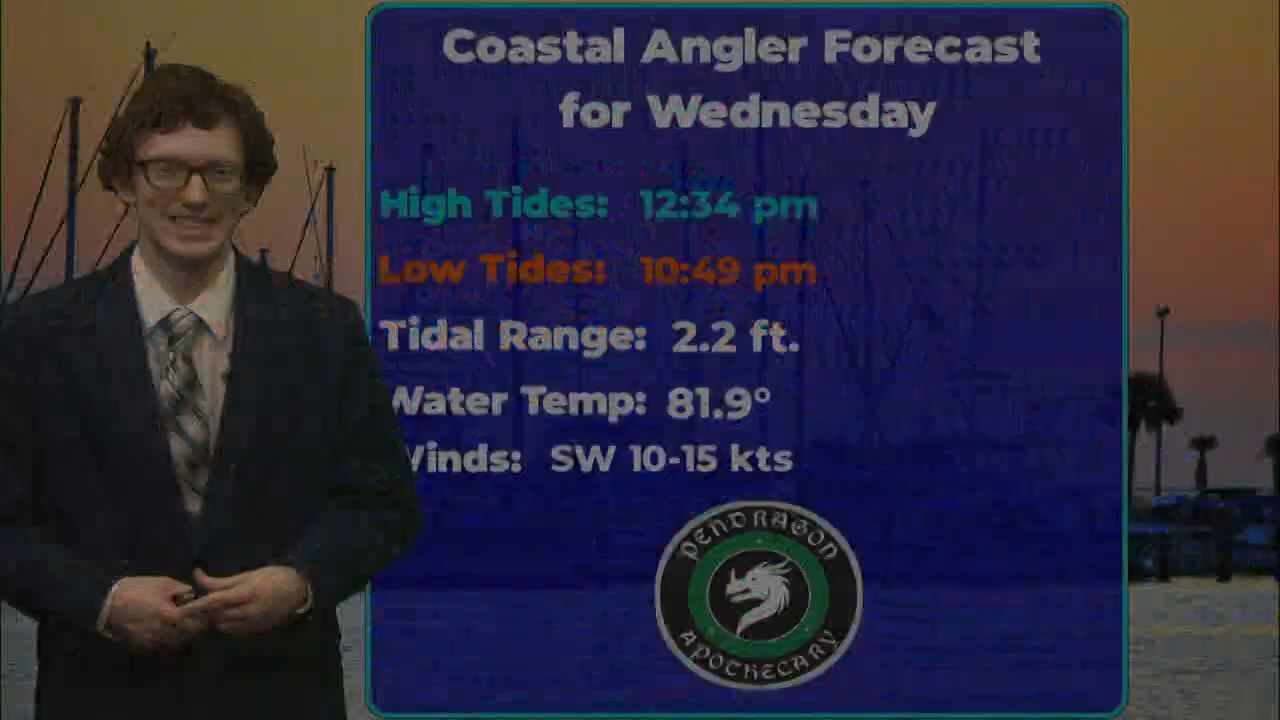 Coastal Angler Forecast
for Wednesday
High Tides: 12:34 pm
Low Tides: 10:49 pm
Tidal Range: 2.2 ft.
Water Temp: 81.9°
Winds: SW 10-15 kts
PENDRAGON
APOTHECARY